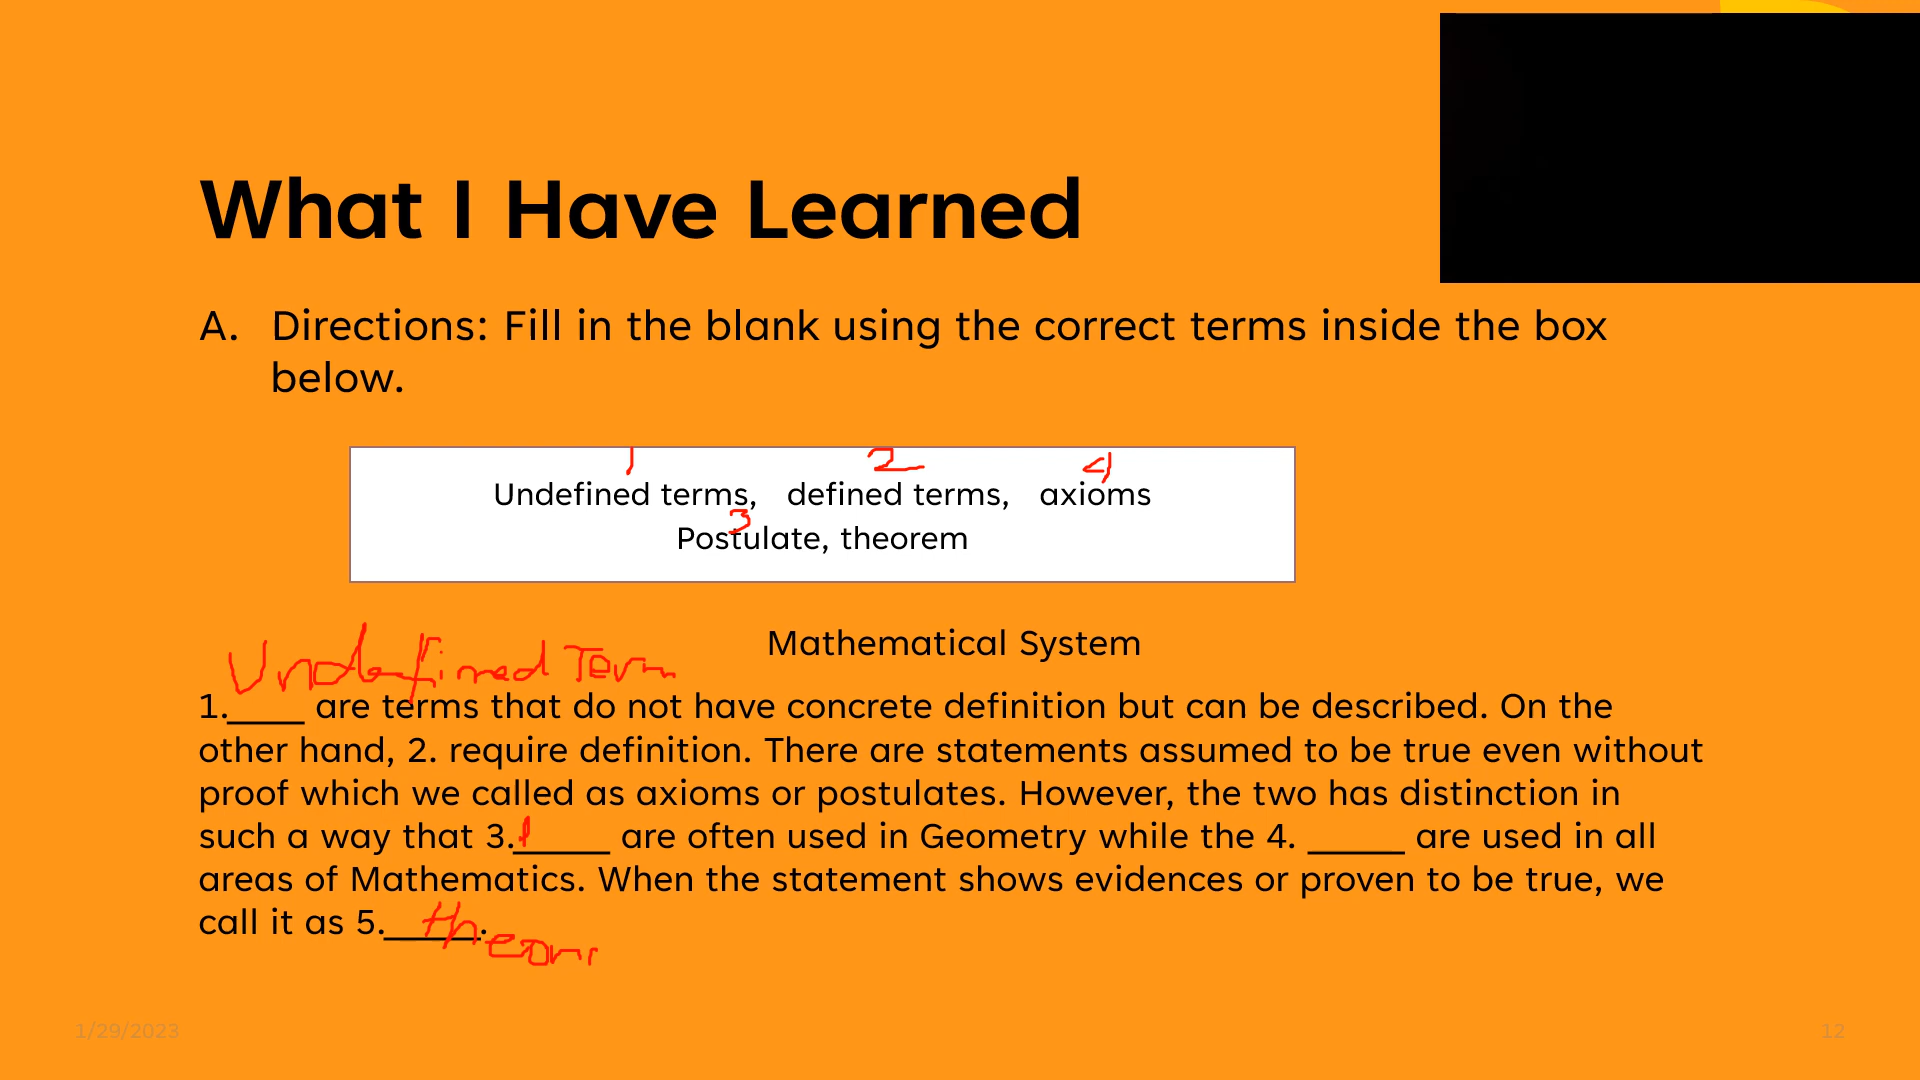 What I Have Learned
A. Directions: Fill in the blank using the correct terms inside the box
below.
1 2 4
Undefined terms, defined terms, axioms
3
Postulate, theorem
Mathematical System
Undefined Term
1.____ are terms that do not have concrete definition but can be described. On the
other hand, 2. require definition. There are statements assumed to be true even without
proof which we called as axioms or postulates. However, the two has distinction in
such a way that 3._____ are often used in Geometry while the 4. _____ are used in all
areas of Mathematics. When the statement shows evidences or proven to be true, we
call it as 5._____.
1/29/2023
12